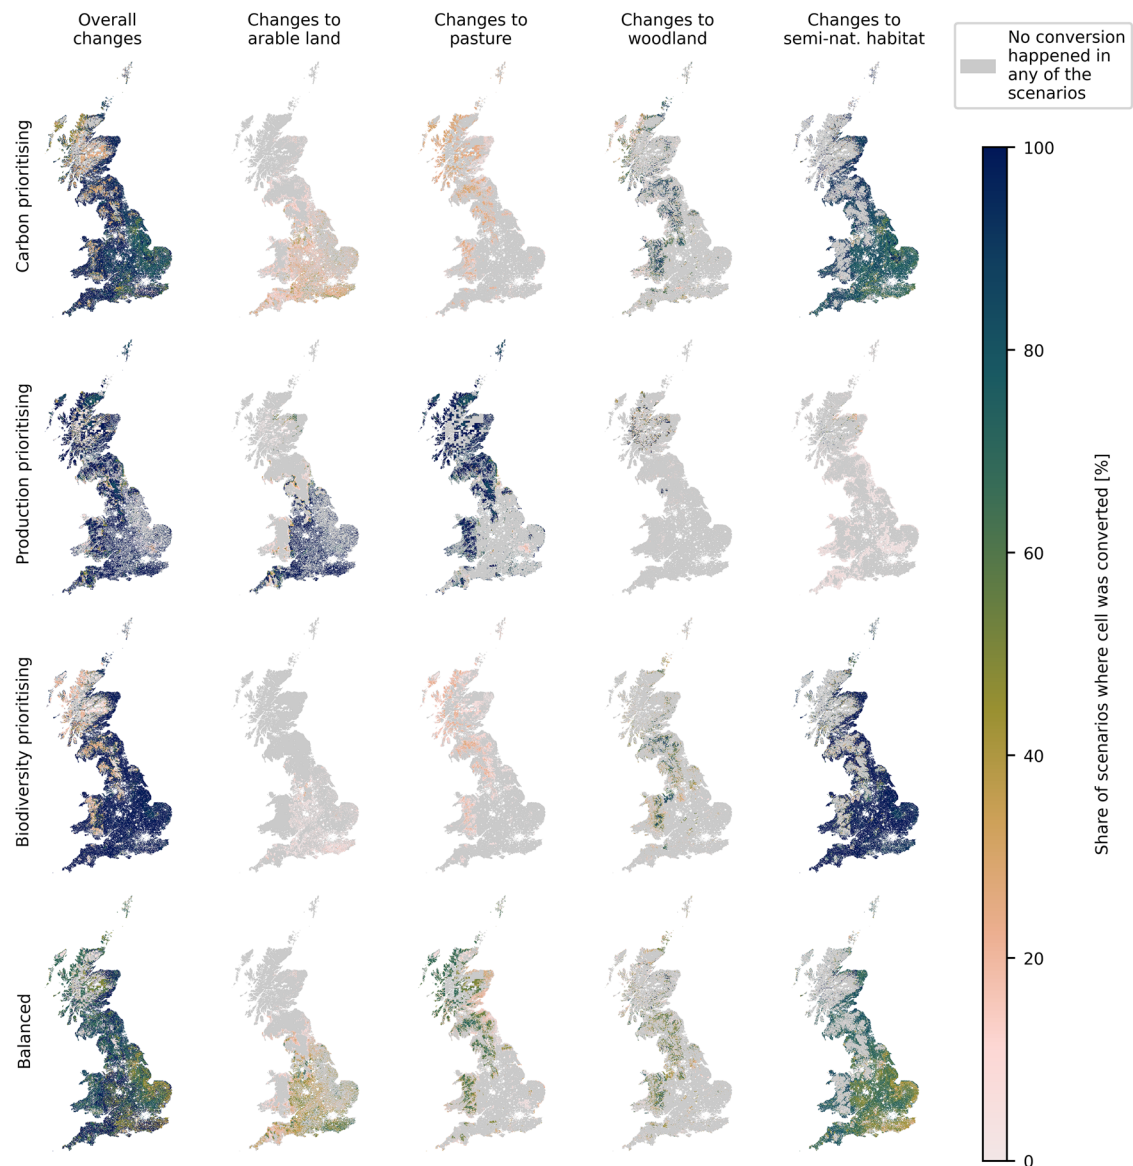 Overall
changes
Changes to
arable land
Changes to
pasture
Changes to
woodland
Changes to
semi-nat. habitat
No conversion
happened in
any of the
scenarios
Carbon prioritising
Production prioritising
Biodiversity prioritising
Balanced
100
80
60
40
20
0
Share of scenarios where cell was converted [%]